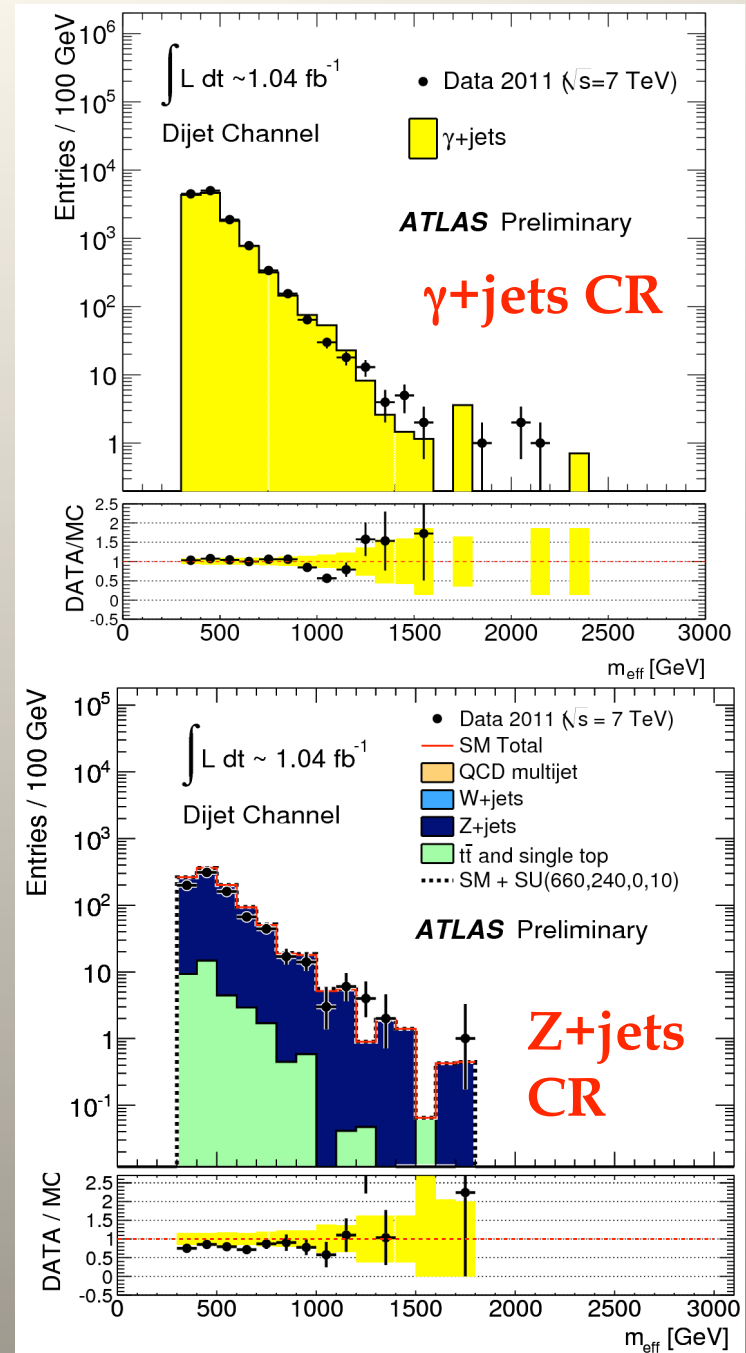 Entries / 100 GeV
10^6
10^5
10^4
10^3
10^2
10
1
∫L dt ~1.04 fb^-1
Dijet Channel
Data 2011 (√s=7 TeV)
γ+jets
ATLAS Preliminary
γ+jets CR
DATA/MC
2.5
2
1.5
1
0.5
0
-0.5
0 500 1000 1500 2000 2500 3000
m_eff [GeV]
Entries / 100 GeV
10^5
10^4
10^3
10^2
10
1
10^-1
∫L dt ~ 1.04 fb^-1
Dijet Channel
Data 2011 (√s = 7 TeV)
SM Total
QCD multijet
W+jets
Z+jets
tt̄ and single top
SM + SU(660,240,0,10)
ATLAS Preliminary
Z+jets
CR
DATA / MC
2.5
2
1.5
1
0.5
0
-0.5
0 500 1000 1500 2000 2500 3000
m_eff [GeV]